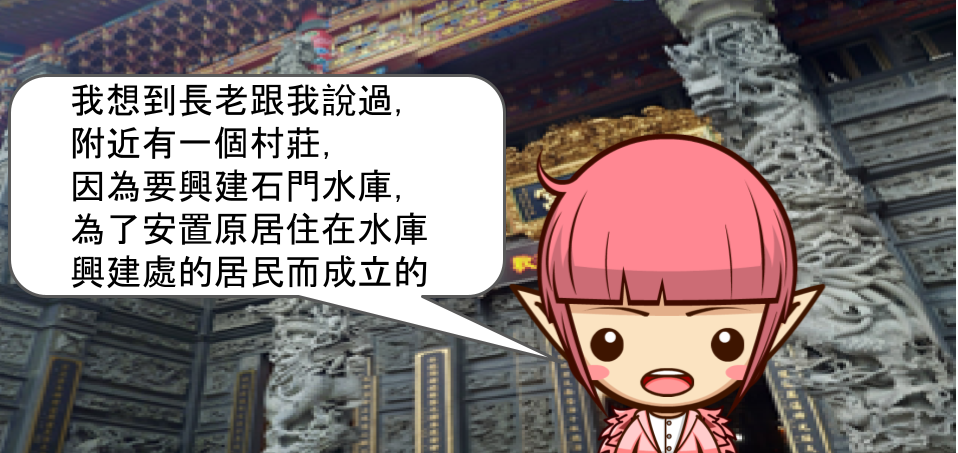 我想到長老跟我說過,
附近有一個村莊,
因為要興建石門水庫,
為了安置原居住在水庫
興建處的居民而成立的